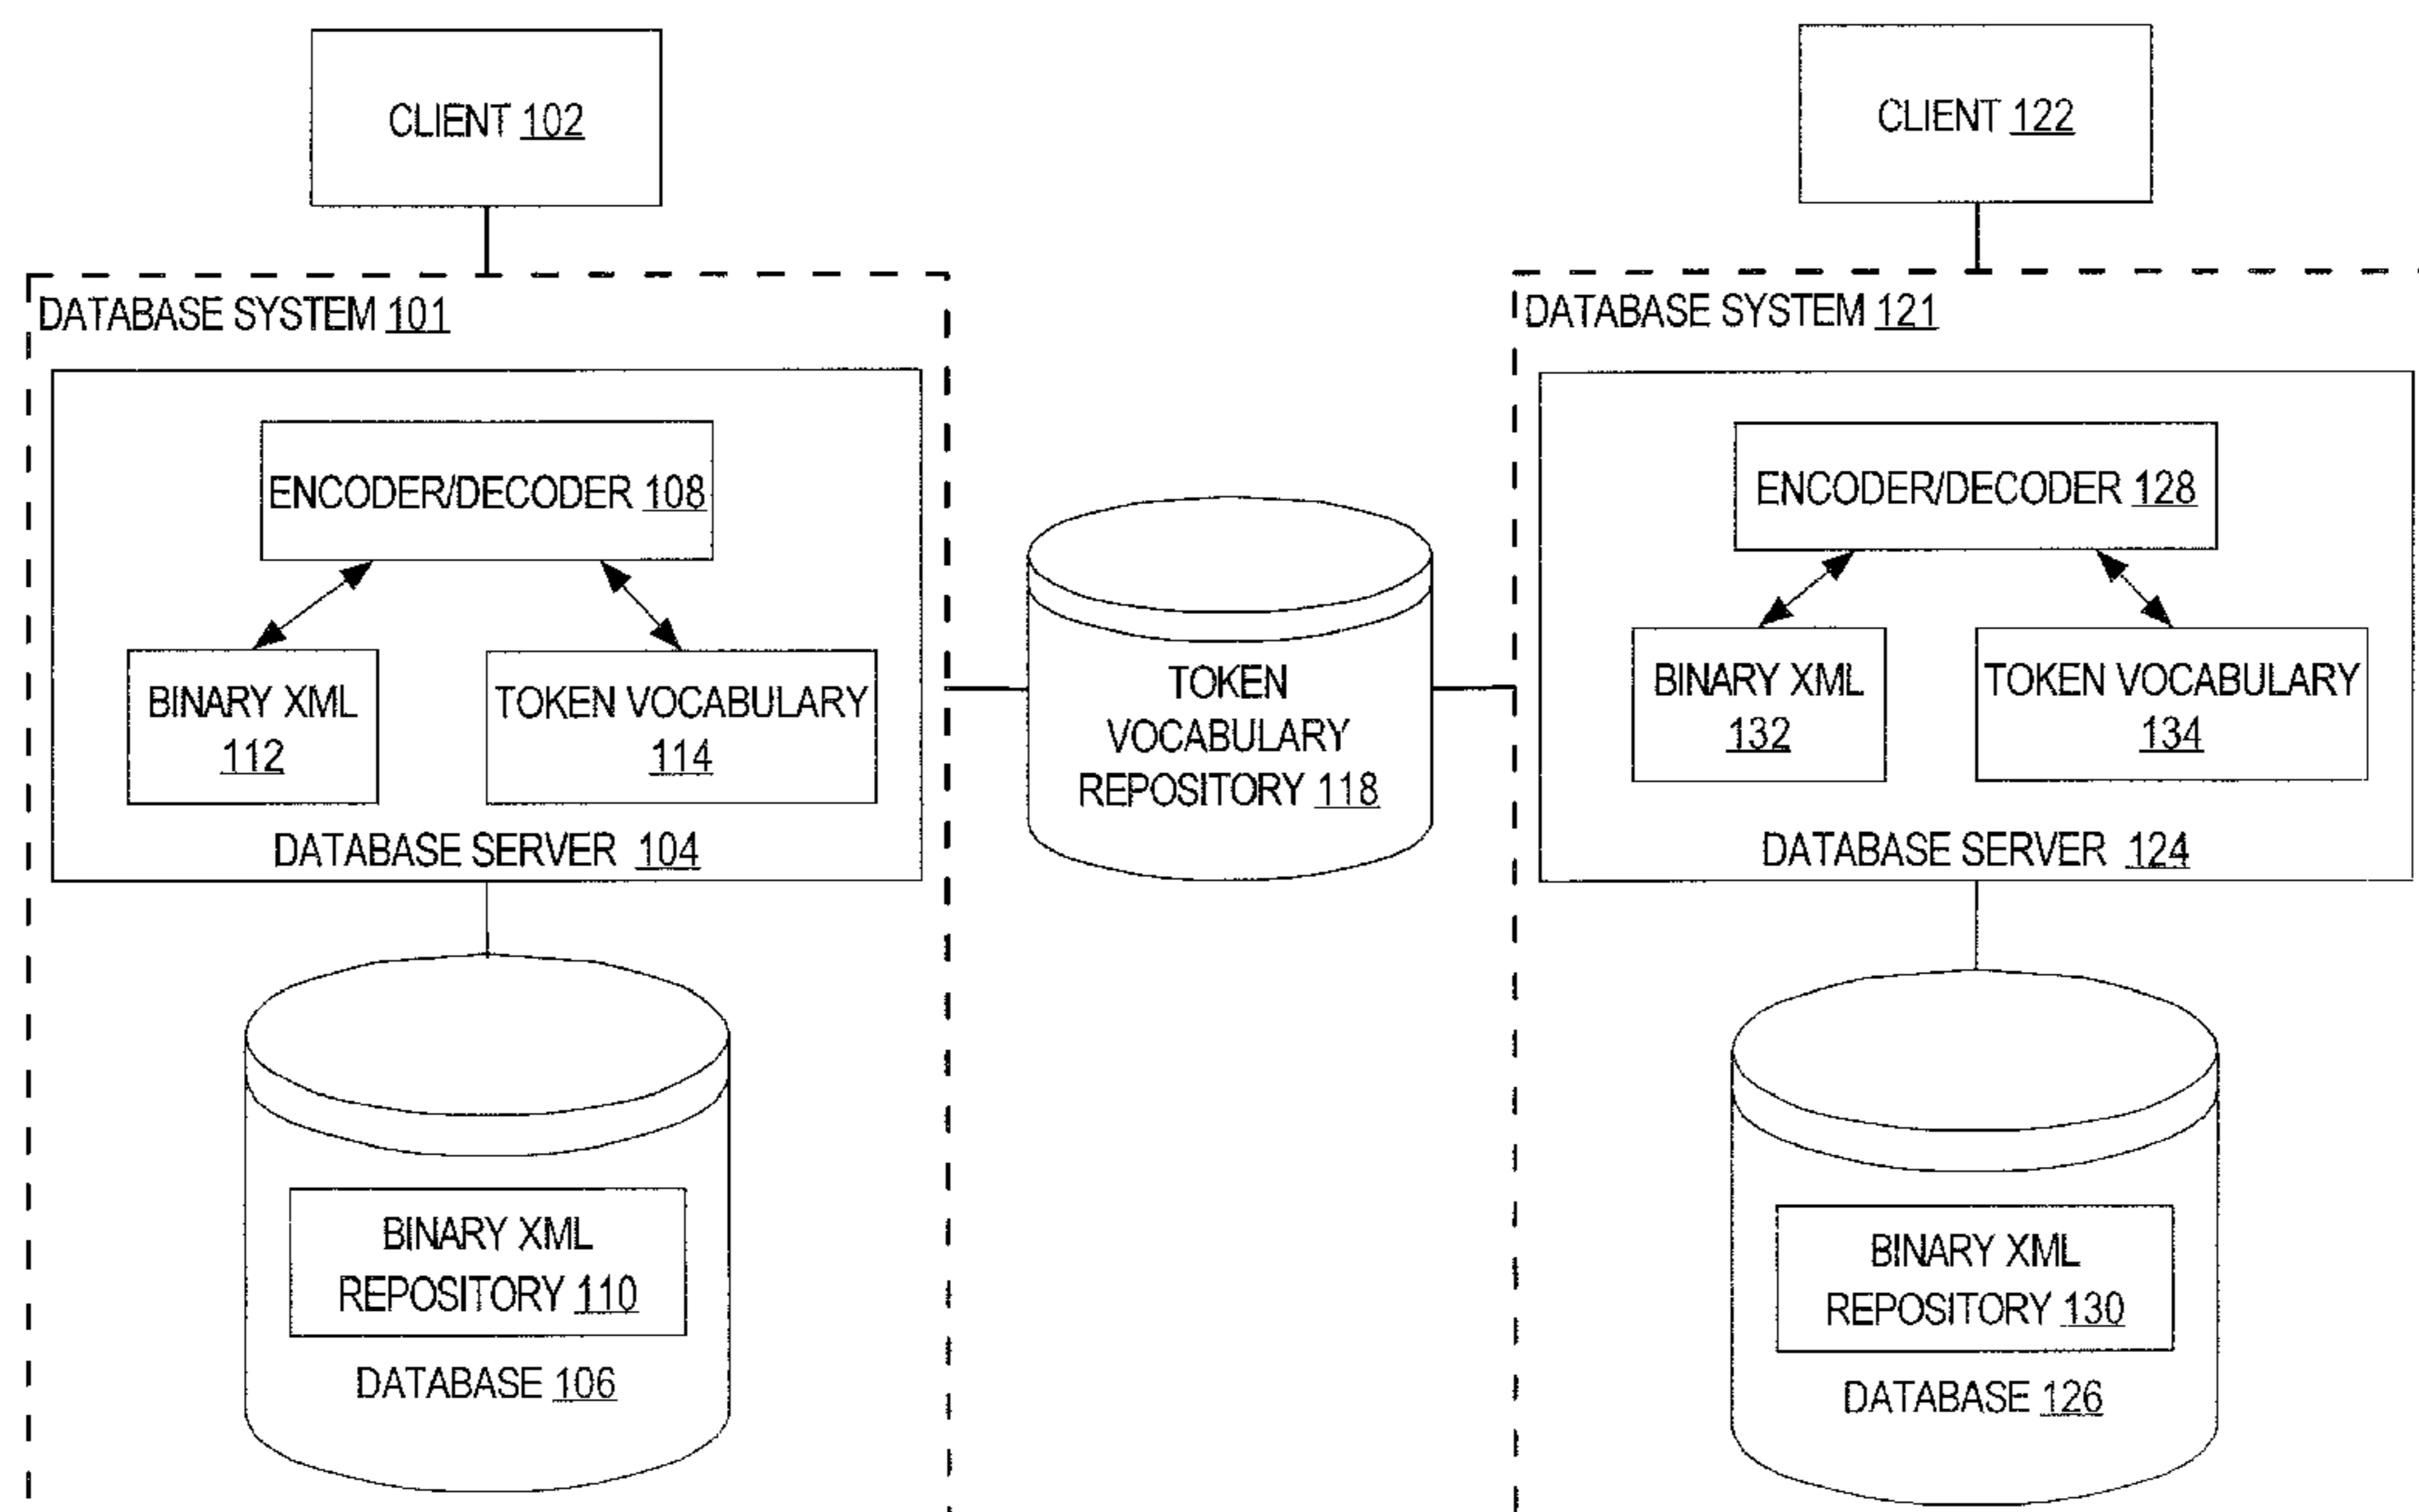 CLIENT 102
DATABASE SYSTEM 101
ENCODER/DECODER 108
BINARY XML
112
TOKEN VOCABULARY
114
DATABASE SERVER 104
BINARY XML
REPOSITORY 110
DATABASE 106
TOKEN
VOCABULARY
REPOSITORY 118
CLIENT 122
DATABASE SYSTEM 121
ENCODER/DECODER 128
BINARY XML
132
TOKEN VOCABULARY
134
DATABASE SERVER 124
BINARY XML
REPOSITORY 130
DATABASE 126